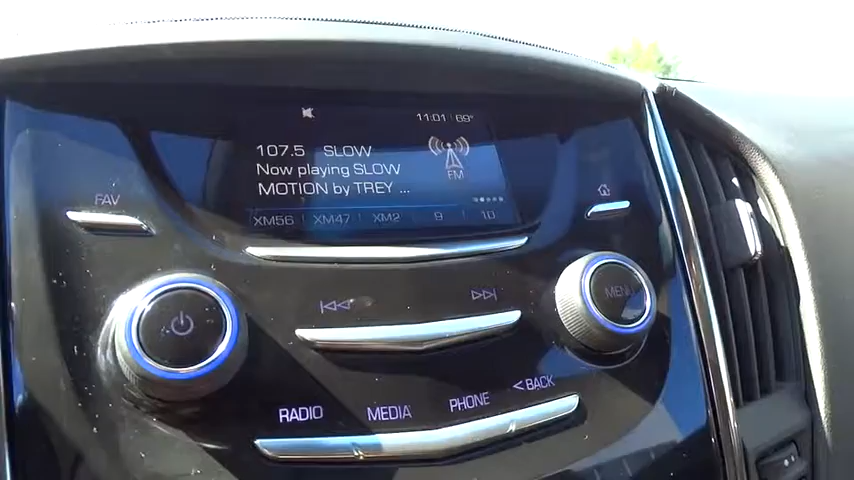 11:01 69°
107.5 SLOW
Now playing SLOW
MOTION by TREY ...
FM
XM56 XM47 XM2 9 10
FAV
MENU
RADIO MEDIA PHONE < BACK